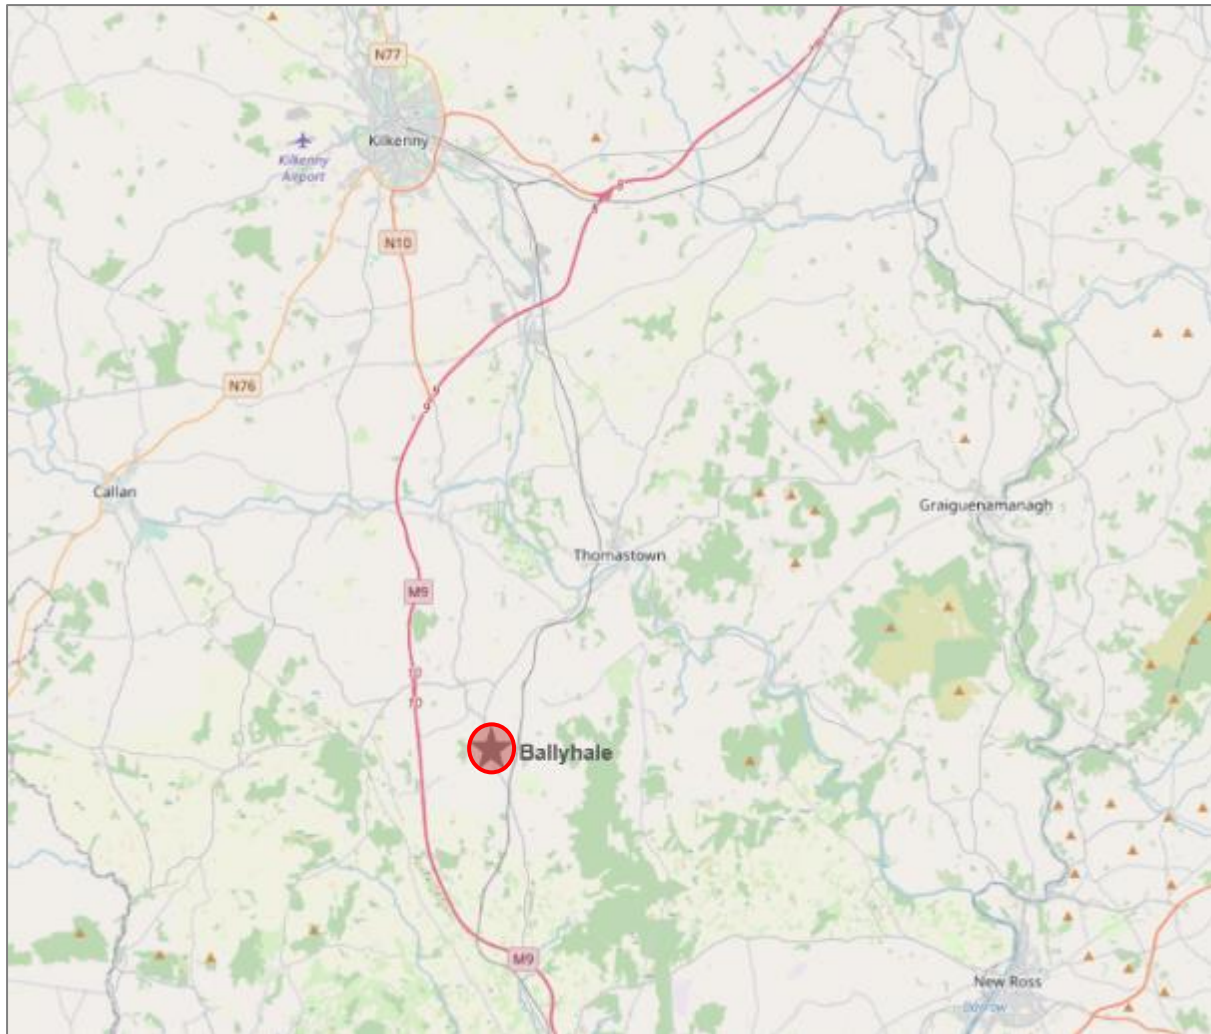 N77
Kilkenny
Kilkenny
Airport
N10
9
9
N76
Callan
Graiguenamanagh
Thomastown
M9
10
10
Ballyhale
M9
New Ross